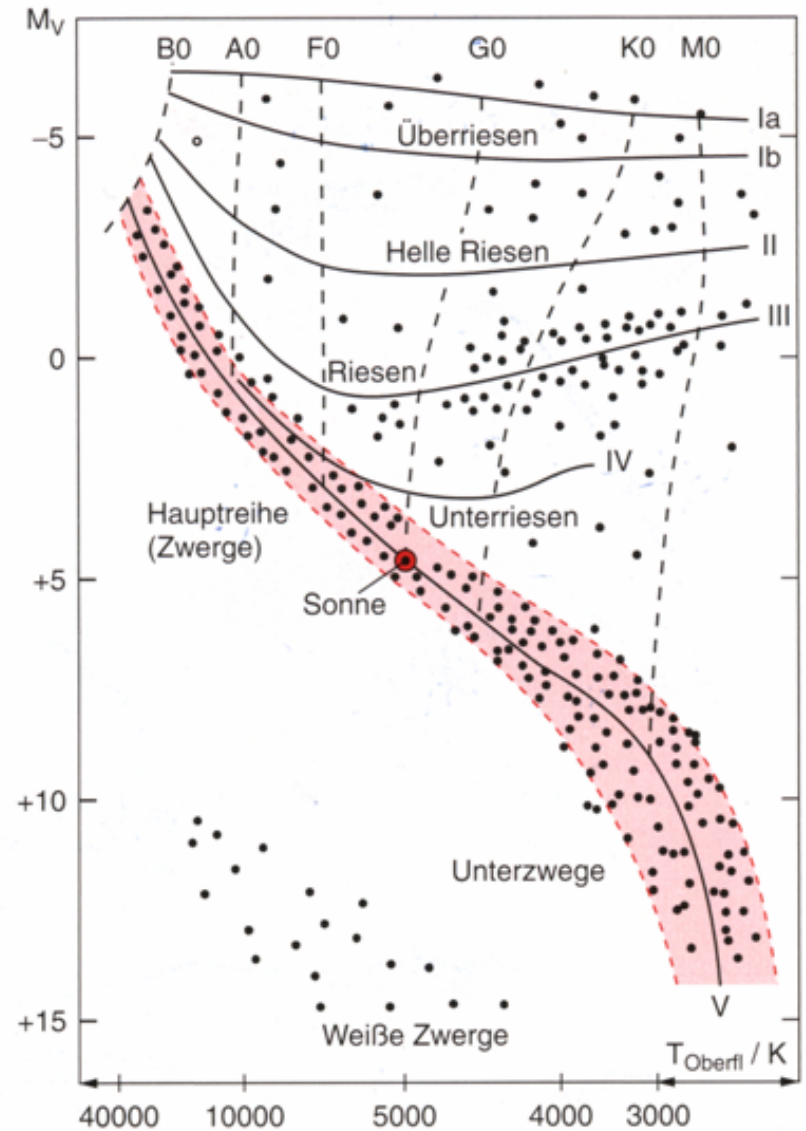 M_V
B0 A0 F0 G0 K0 M0
Ia
Überriesen
−5
Ib
Helle Riesen
II
III
0
Riesen
IV
Hauptreihe
(Zwerge)
Unterriesen
+5
Sonne
+10
Unterzwege
V
+15
Weiße Zwerge
T_Oberfl / K
40000 10000 5000 4000 3000